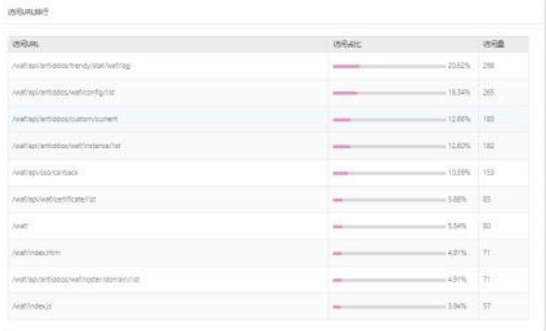 访问URL排行
访问URL 访问占比 访问量
/waf/api/antiddos/trendy/stat/waf/log 20.62% 298
/waf/api/antiddos/waf/config/list 18.34% 265
/waf/api/antiddos/custom/current 12.66% 183
/waf/api/antiddos/waf/instance/list 12.60% 182
/waf/api/sso/callback 10.59% 153
/waf/api/waf/certificate/list 5.88% 85
/waf/ 5.54% 80
/waf/index.html 4.91% 71
/waf/api/antiddos/waf/roster/domain/list 4.91% 71
/waf/index.js 3.94% 57